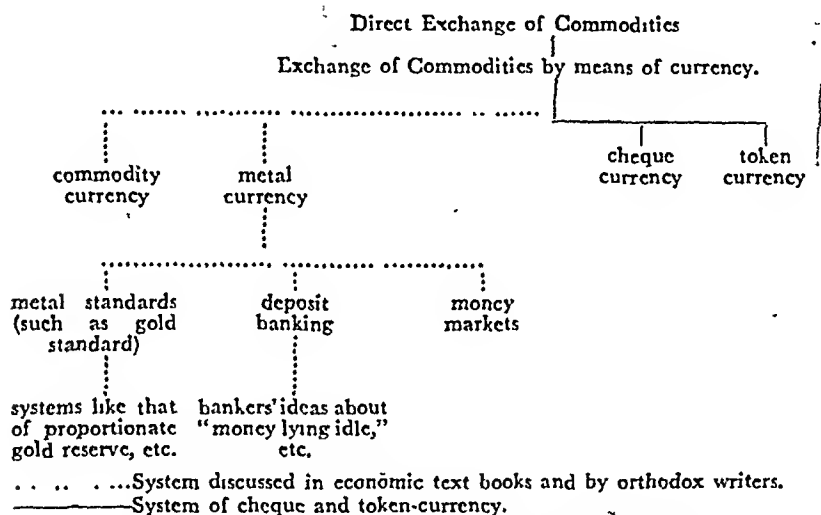 Direct Exchange of Commodities
Exchange of Commodities by means of currency.
commodity currency
metal currency
cheque currency
token currency
metal standards (such as gold standard)
deposit banking
money markets
systems like that of proportionate gold reserve, etc.
bankers' ideas about "money lying idle," etc.
. . .. . ...System discussed in economic text books and by orthodox writers.
————System of cheque and token-currency.